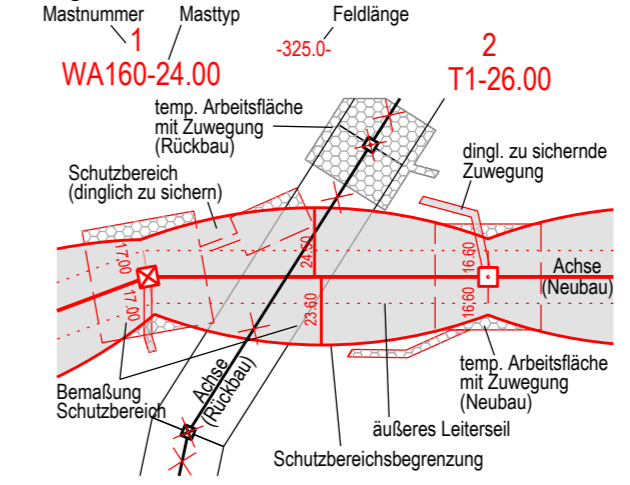 Mastnummer Masttyp Feldlänge
1 -325.0- 2
WA160-24.00 T1-26.00
temp. Arbeitsfläche
mit Zuwegung
(Rückbau)
dingl. zu sichernde
Zuwegung
Schutzbereich
(dinglich zu sichern)
17.00
24.50
16.60
Achse
(Neubau)
17.00
23.60
16.60
Achse
(Rückbau)
temp. Arbeitsfläche
mit Zuwegung
(Neubau)
Bemaßung
Schutzbereich
äußeres Leiterseil
Schutzbereichsbegrenzung